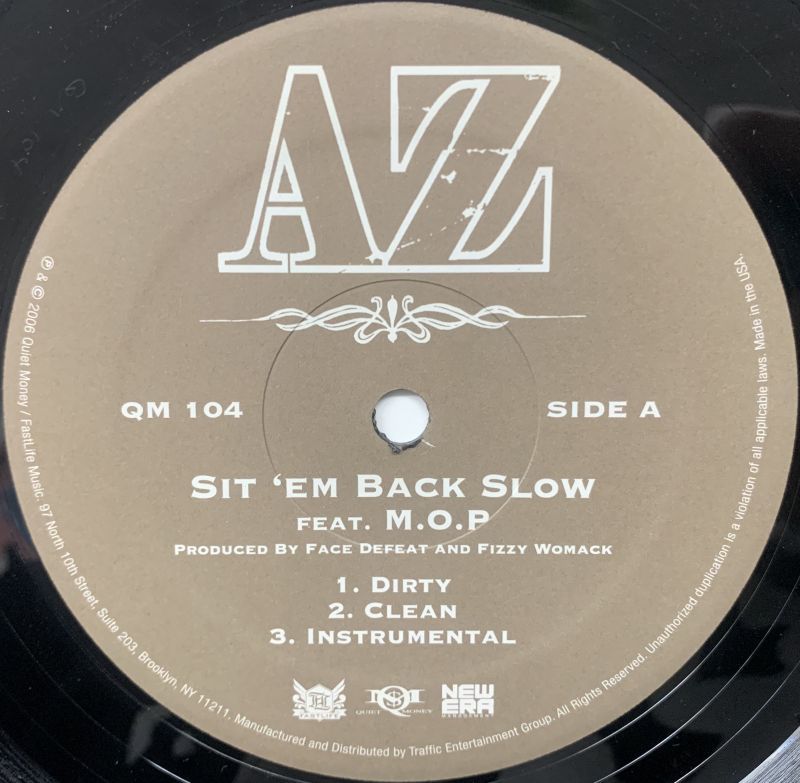 AZ
QM 104
SIDE A
SIT 'EM BACK SLOW
FEAT. M.O.P
PRODUCED BY FACE DEFEAT AND FIZZY WOMACK
1. DIRTY
2. CLEAN
3. INSTRUMENTAL
FASTLIFE
QUIET MONEY
NEW
ERA
℗ & © 2006 Quiet Money / FastLife Music. 97 North 10th Street, Suite 203, Brooklyn, NY 11211. Manufactured and Distributed by Traffic Entertainment Group. All Rights Reserved. Unauthorized duplication is a violation of all applicable laws. Made in the USA.